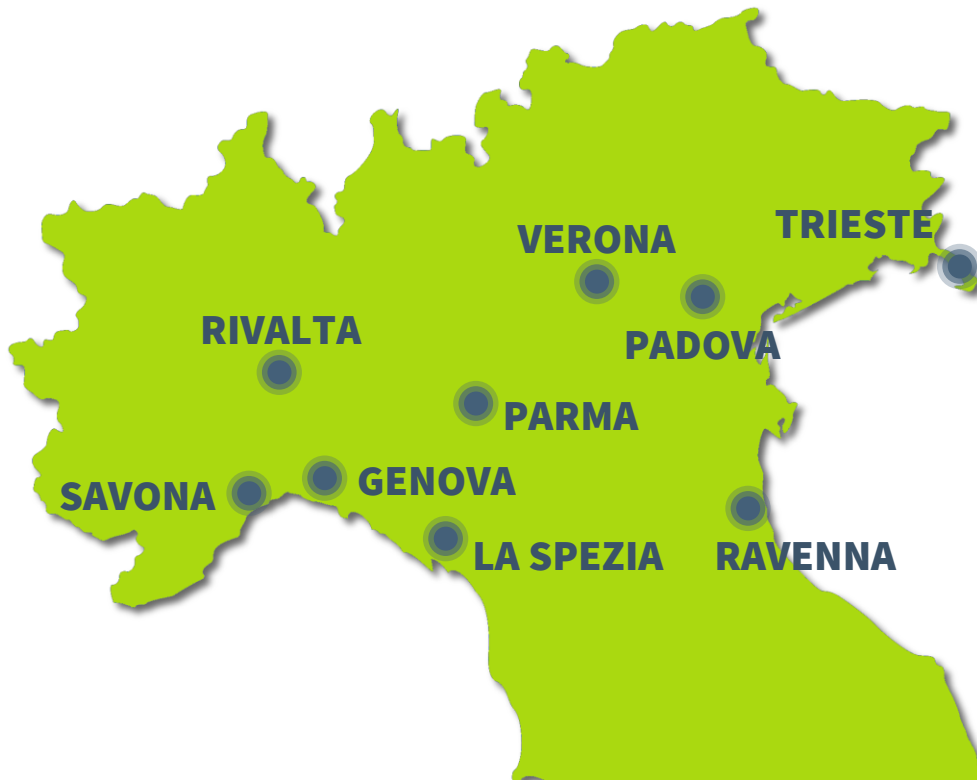 TRIESTE
VERONA
RIVALTA
PADOVA
PARMA
GENOVA
SAVONA
LA SPEZIA
RAVENNA